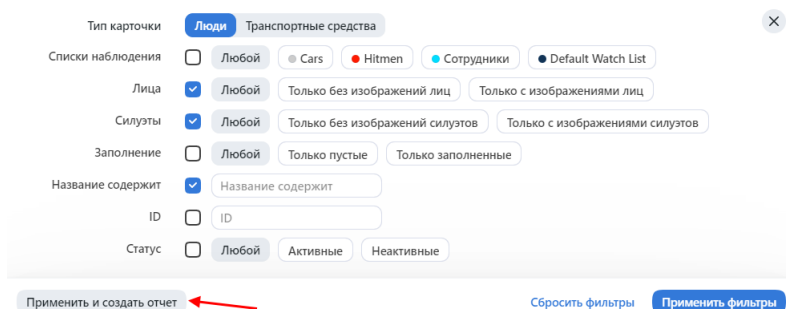 Тип карточки Люди Транспортные средства
Списки наблюдения Любой Cars Hitmen Сотрудники Default Watch List
Лица Любой Только без изображений лиц Только с изображениями лиц
Силуэты Любой Только без изображений силуэтов Только с изображениями силуэтов
Заполнение Любой Только пустые Только заполненные
Название содержит Название содержит
ID ID
Статус Любой Активные Неактивные
Применить и создать отчет Сбросить фильтры Применить фильтры